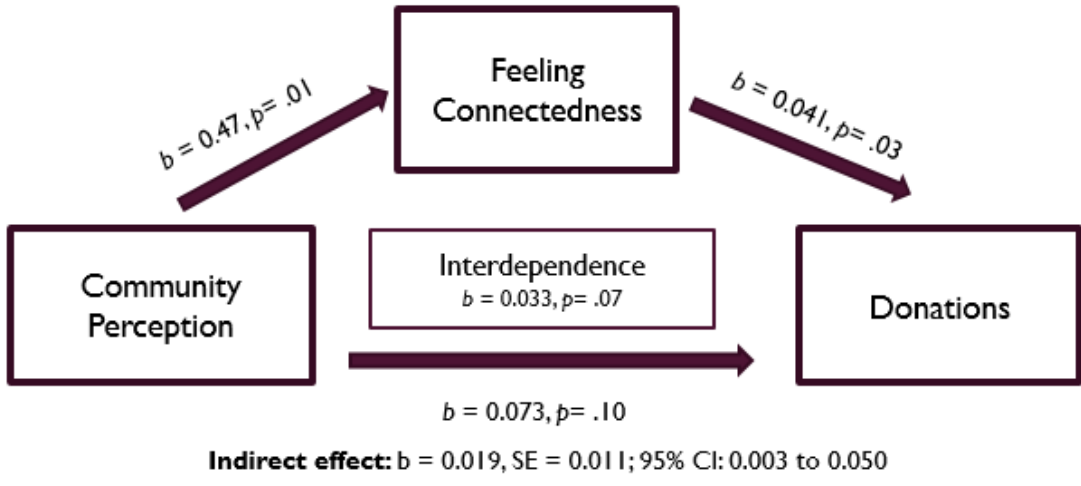 Feeling
Connectedness
b = 0.47, p= .01
b = 0.041, p= .03
Community
Perception
Interdependence
b = 0.033, p= .07
Donations
b = 0.073, p= .10
Indirect effect: b = 0.019, SE = 0.011; 95% CI: 0.003 to 0.050